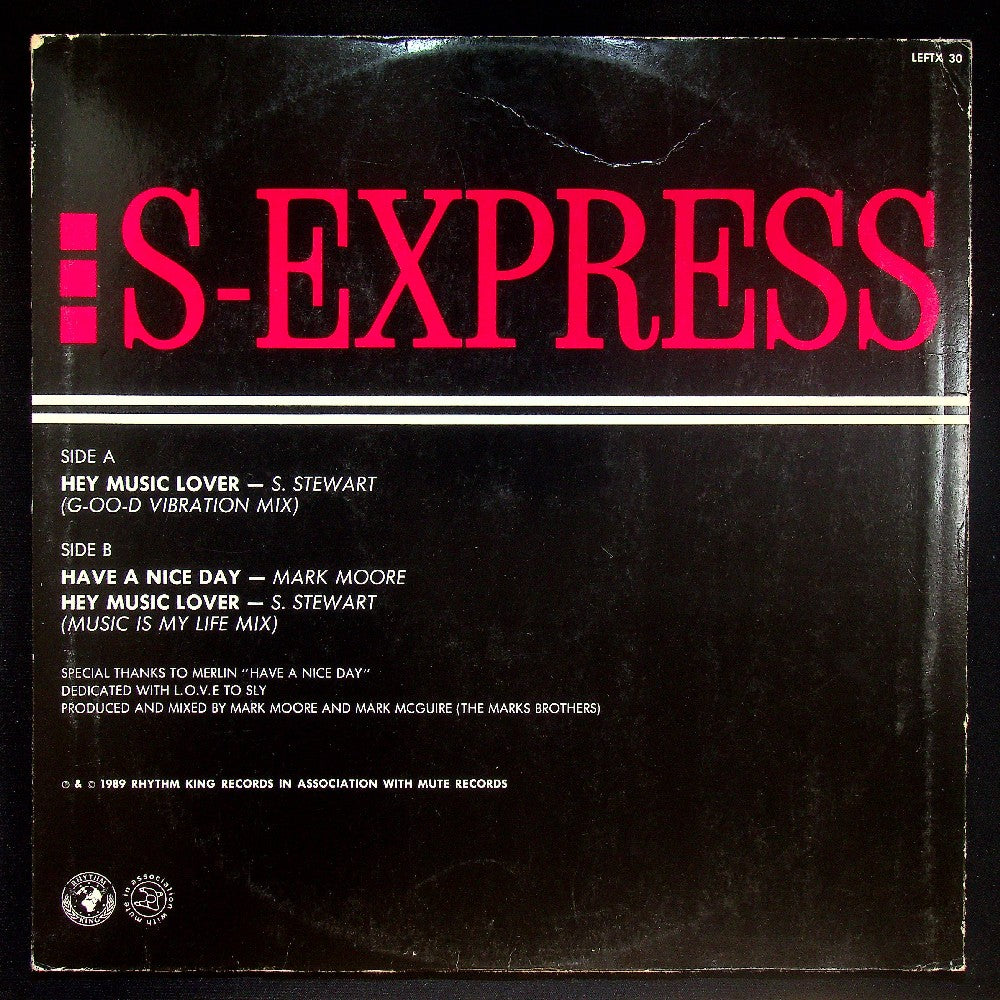 LEFTX 30
S-EXPRESS
SIDE A
HEY MUSIC LOVER — S. STEWART
(G-OO-D VIBRATION MIX)
SIDE B
HAVE A NICE DAY — MARK MOORE
HEY MUSIC LOVER — S. STEWART
(MUSIC IS MY LIFE MIX)
SPECIAL THANKS TO MERLIN "HAVE A NICE DAY"
DEDICATED WITH L.O.V.E TO SLY
PRODUCED AND MIXED BY MARK MOORE AND MARK MCGUIRE (THE MARKS BROTHERS)
℗ & © 1989 RHYTHM KING RECORDS IN ASSOCIATION WITH MUTE RECORDS
RHYTHM
KING
in association
with mute